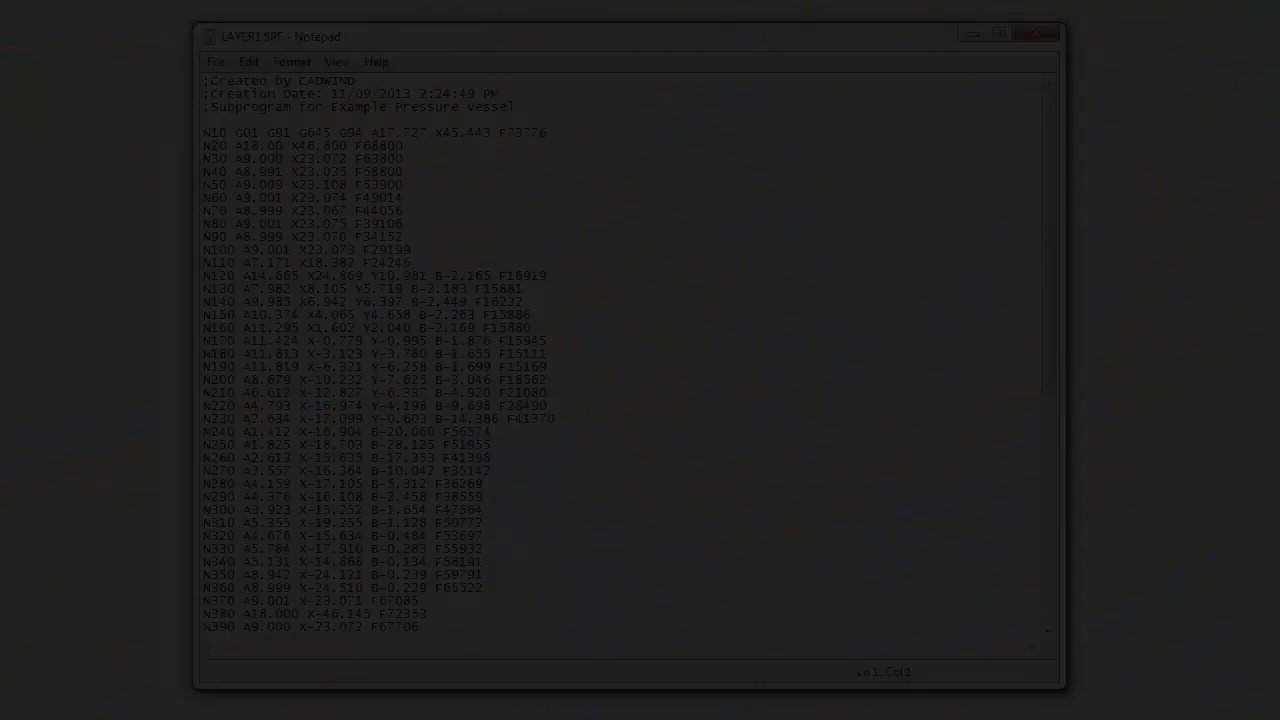 LAYER1.SPF - Notepad
File Edit Format View Help
;Created by CADWIND
;Creation Date: 11/09/2013 2:24:49 PM
;Subprogram for Example Pressure vessel
N10 G01 G91 G645 G94 A17.727 X45.443 F73776
N20 A18.00 X46.800 F68800
N30 A9.000 X23.072 F63800
N40 A8.991 X23.035 F58800
N50 A9.009 X23.108 F53900
N60 A9.001 X23.074 F49014
N70 A8.999 X23.067 F44056
N80 A9.001 X23.075 F39106
N90 A8.999 X23.070 F34152
N100 A9.001 X23.073 F29199
N110 A7.171 X18.382 F24246
N120 A14.665 X24.869 Y10.981 B-2.165 F16919
N130 A7.982 X8.105 Y5.719 B-2.183 F15881
N140 A9.985 X6.942 Y6.397 B-2.449 F16232
N150 A10.374 X4.065 Y4.658 B-2.263 F15886
N160 A11.295 X1.602 Y2.040 B-2.169 F15880
N170 A11.424 X-0.779 Y-0.995 B-1.876 F15945
N180 A11.813 X-3.123 Y-3.780 B-1.655 F15111
N190 A11.819 X-6.321 Y-6.258 B-1.699 F15169
N200 A8.679 X-10.232 Y-7.625 B-3.046 F18562
N210 A6.612 X-12.827 Y-6.337 B-4.920 F21080
N220 A4.793 X-16.974 Y-4.198 B-9.698 F28490
N230 A2.634 X-17.099 Y-0.603 B-14.386 F41370
N240 A1.412 X-16.904 B-20.060 F56574
N250 A1.825 X-18.703 B-28.125 F51955
N260 A2.613 X-15.635 B-17.353 F41398
N270 A3.557 X-16.364 B-10.042 F35142
N280 A4.159 X-17.105 B-5.312 F36269
N290 A4.376 X-16.108 B-2.458 F38559
N300 A3.923 X-15.252 B-1.654 F47564
N310 A5.355 X-19.255 B-1.128 F50772
N320 A4.676 X-15.634 B-0.484 F53697
N330 A5.784 X-17.916 B-0.283 F55932
N340 A5.131 X-14.868 B-0.134 F58191
N350 A8.942 X-24.121 B-0.239 F59791
N360 A8.999 X-24.510 B-0.229 F65522
N370 A9.001 X-23.071 F67085
N380 A18.000 X-46.145 F72353
N390 A9.000 X-23.072 F67706
Ln 1, Col 1